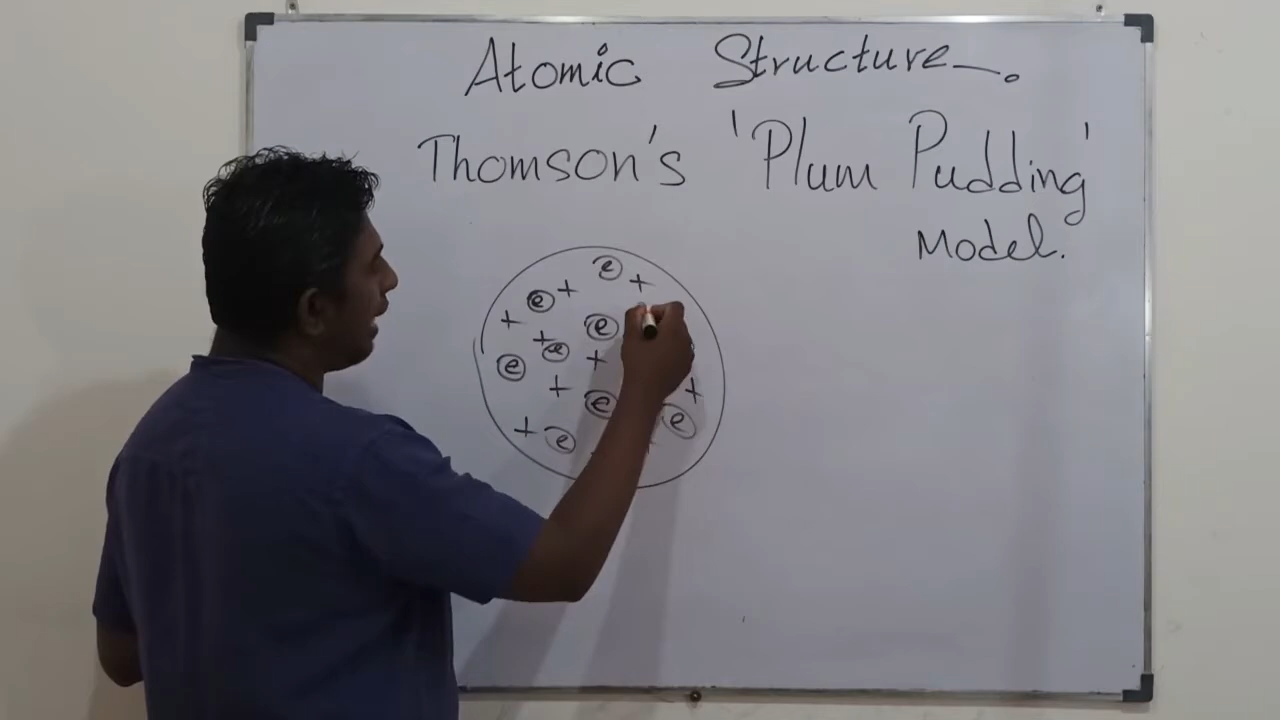 Atomic Structure.
Thomson's 'Plum Pudding'
Model.
e +
e +
+ e
+ e
e +
+ e +
e e
+ e